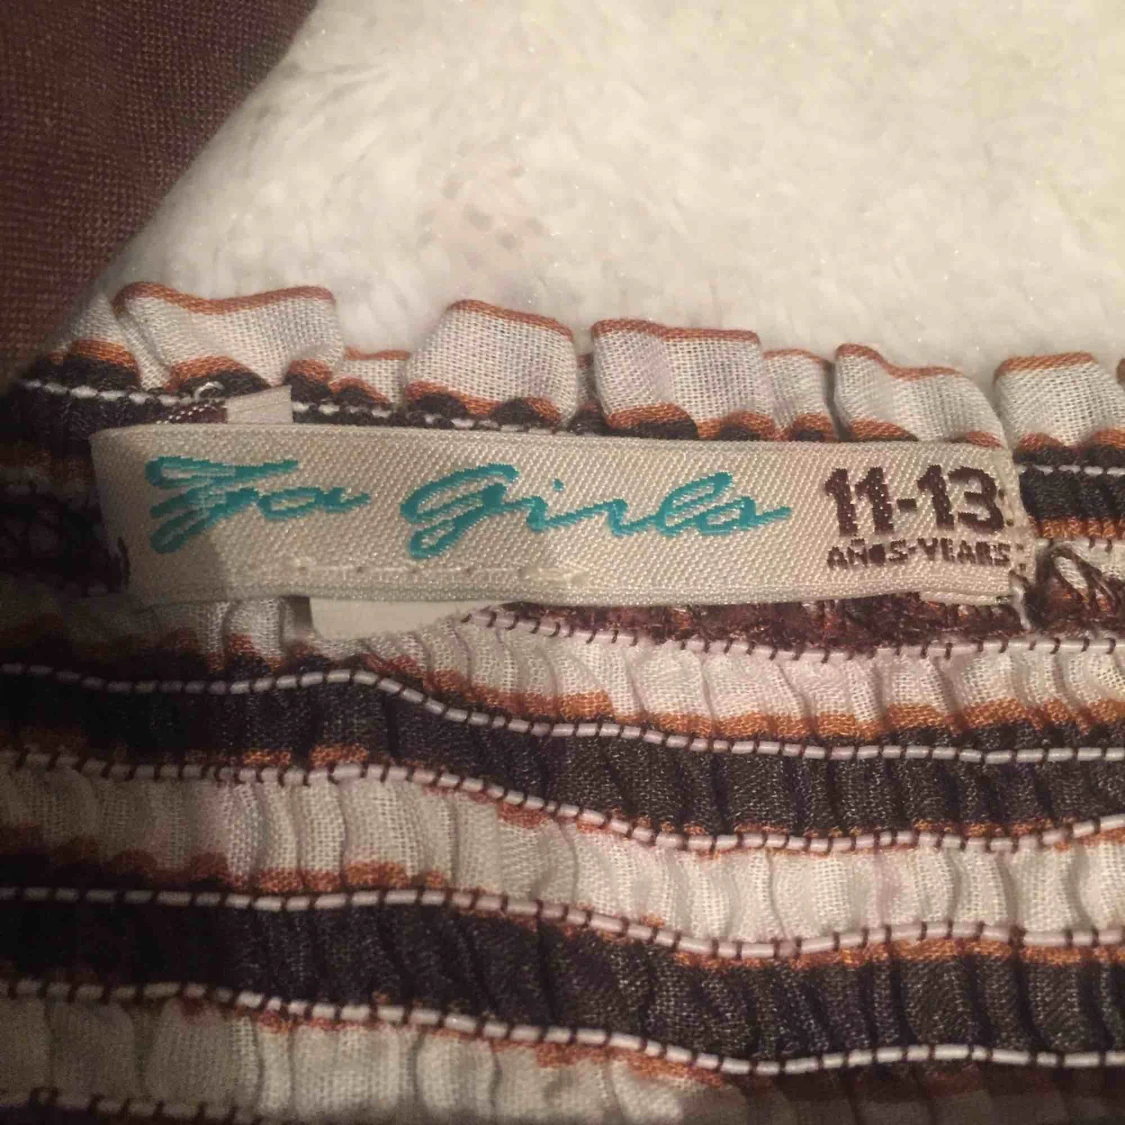 Zara Girls
11-13
AÑOS-YEARS